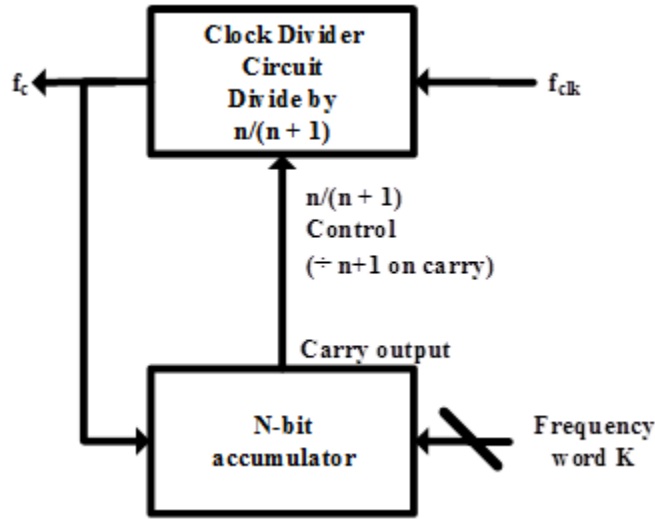 Clock Divider
Circuit
Divide by
n/(n + 1)
fc
fclk
n/(n + 1)
Control
(÷ n+1 on carry)
Carry output
N-bit
accumulator
Frequency
word K